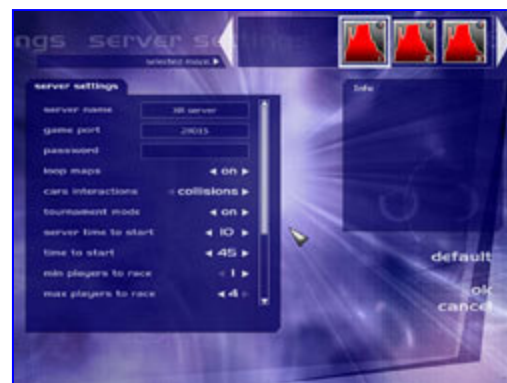 ngs server se
selected maps
server settings
Info
server name 3B server
game port 29015
password
loop maps on
cars interactions collisions
tournament mode on
server time to start 10
time to start 45
min players to race 1
max players to race 4
default
ok
cancel